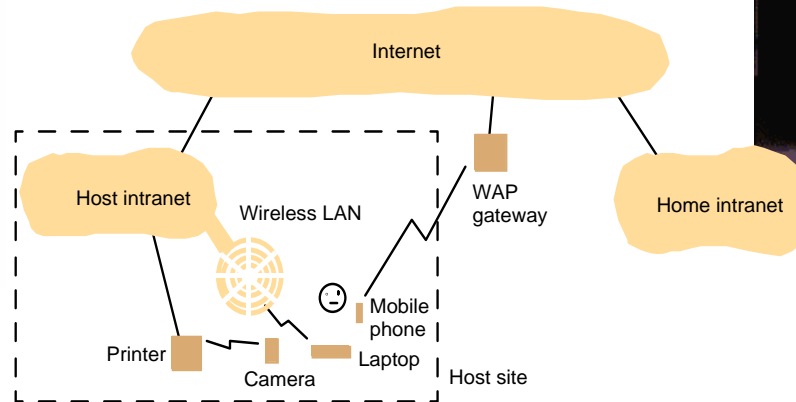 Internet
Host intranet
Wireless LAN
WAP
gateway
Home intranet
Mobile
phone
Printer
Camera
Laptop
Host site